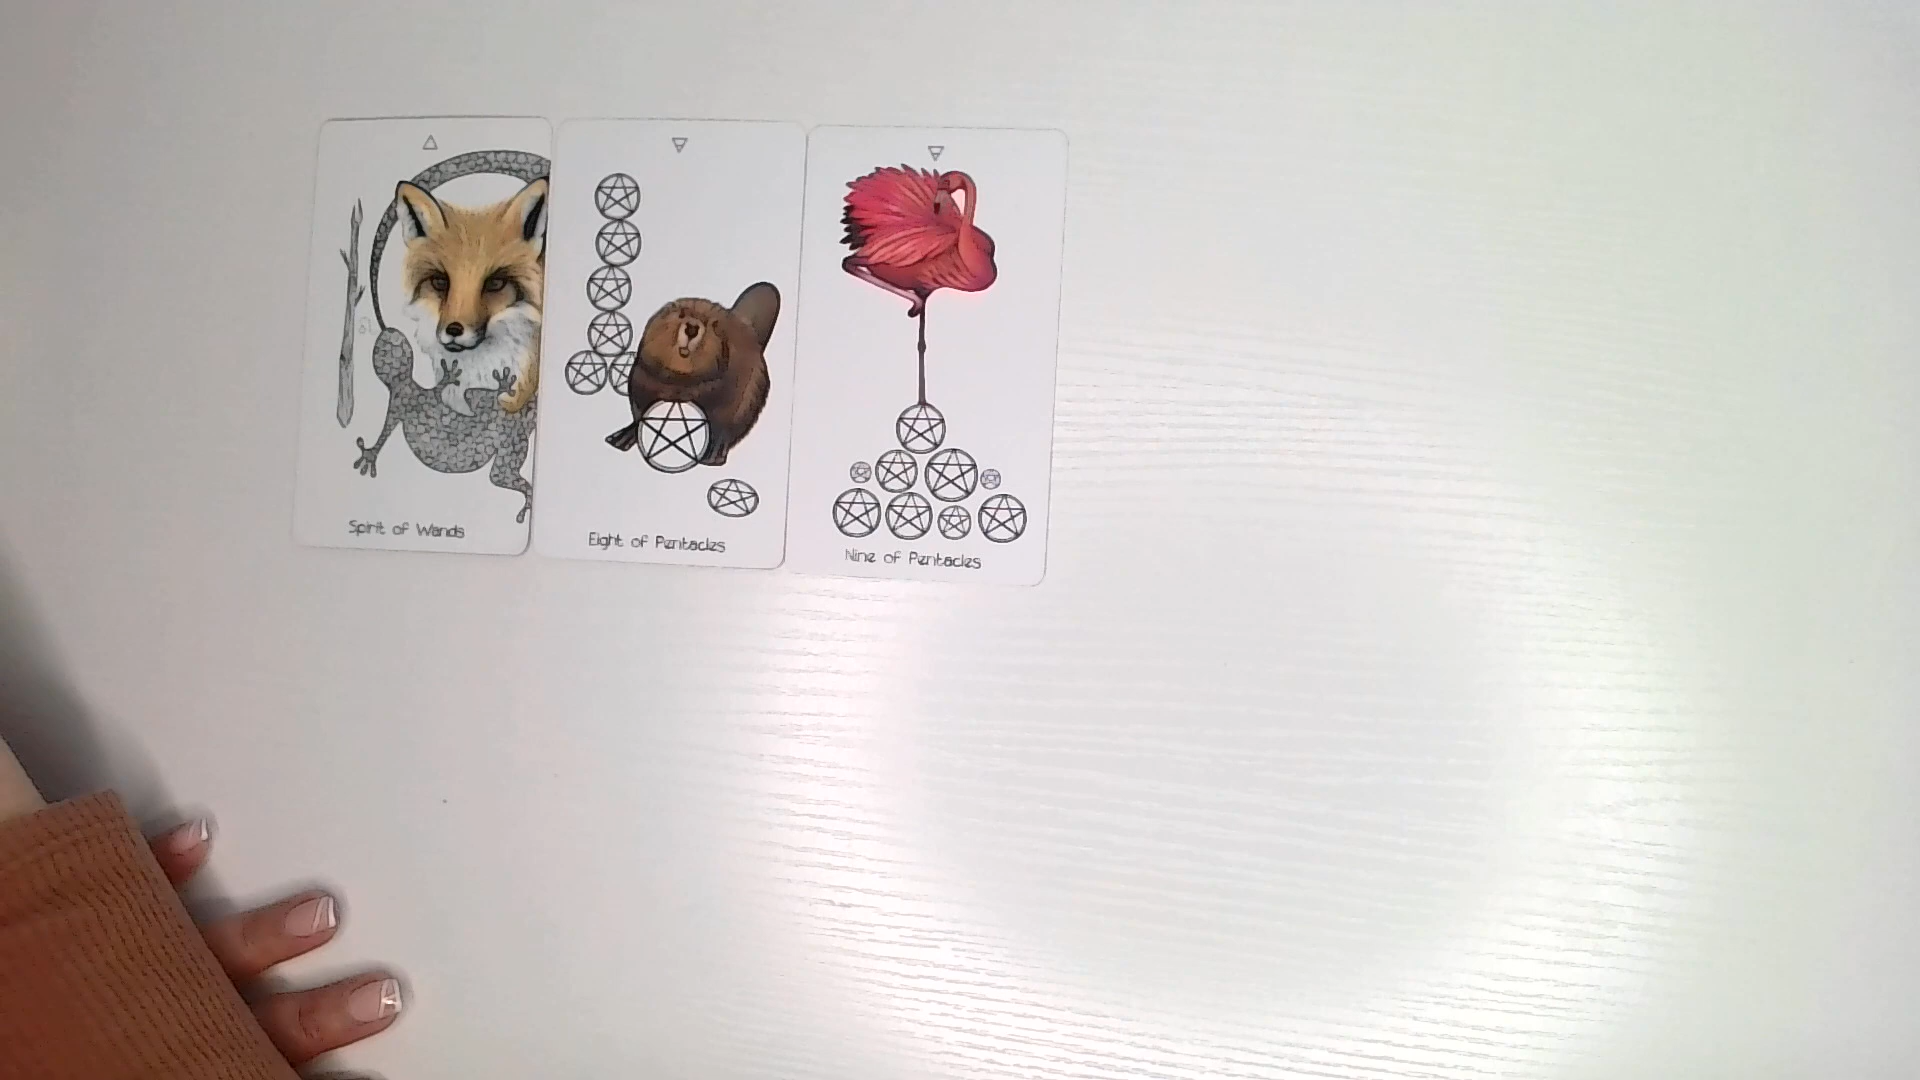 Spirit of Wands
Eight of Pentacles
Nine of Pentacles